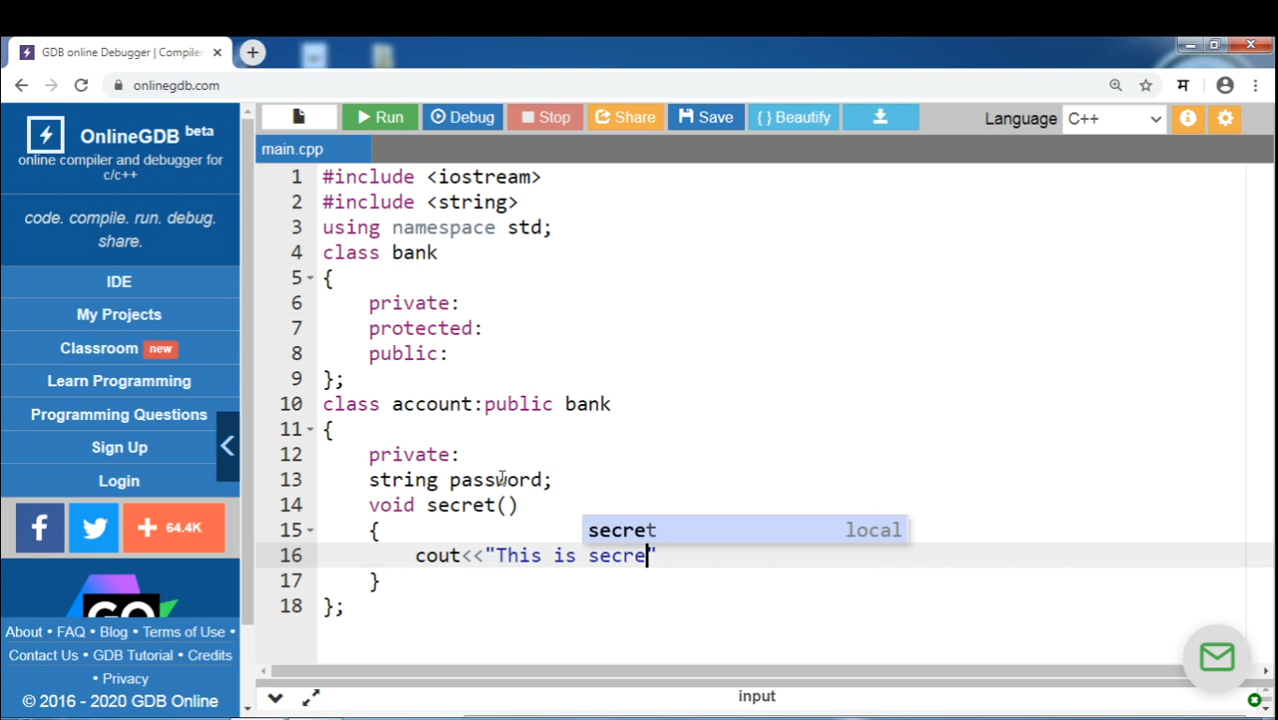 GDB online Debugger | Compiler
onlinegdb.com
OnlineGDB beta
online compiler and debugger for
c/c++
code. compile. run. debug.
share.
IDE
My Projects
Classroom new
Learn Programming
Programming Questions
Sign Up
Login
64.4K
GO
About • FAQ • Blog • Terms of Use •
Contact Us • GDB Tutorial • Credits
• Privacy
© 2016 - 2020 GDB Online
Run Debug Stop Share Save { } Beautify Language C++
main.cpp
1 #include <iostream>
2 #include <string>
3 using namespace std;
4 class bank
5 {
6 private:
7 protected:
8 public:
9 };
10 class account:public bank
11 {
12 private:
13 string password;
14 void secret()
15 {
secret local
16 cout<<"This is secre"
17 }
18 };
input
म